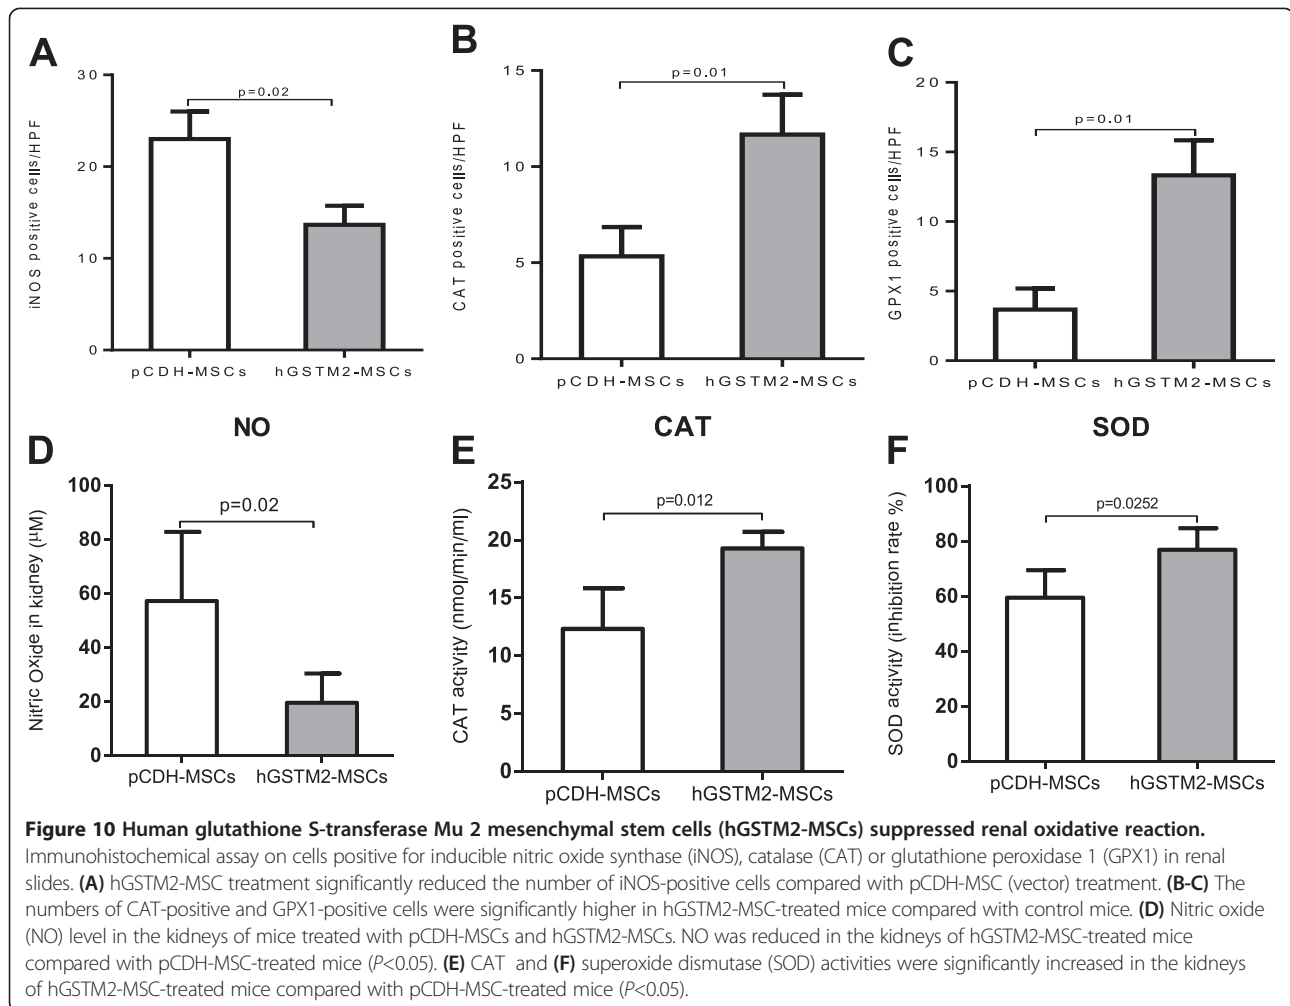 A
iNOS positive cells/HPF
30
20
10
0
p=0.02
pCDH-MSCs hGSTM2-MSCs
B
CAT positive cells/HPF
15
10
5
0
p=0.01
pCDH-MSCs hGSTM2-MSCs
C
GPX1 positive cells/HPF
20
15
10
5
0
p=0.01
pCDH-MSCs hGSTM2-MSCs
D
NO
Nitric Oxide in kidney (µM)
100
80
60
40
20
0
p=0.02
pCDH-MSCs hGSTM2-MSCs
E
CAT
CAT activity (nmol/min/ml)
25
20
15
10
5
0
p=0.012
pCDH-MSCs hGSTM2-MSCs
F
SOD
SOD activity (inhibition rate %)
100
80
60
40
20
0
p=0.0252
pCDH-MSCs hGSTM2-MSCs
Figure 10 Human glutathione S-transferase Mu 2 mesenchymal stem cells (hGSTM2-MSCs) suppressed renal oxidative reaction.
Immunohistochemical assay on cells positive for inducible nitric oxide synthase (iNOS), catalase (CAT) or glutathione peroxidase 1 (GPX1) in renal
slides. (A) hGSTM2-MSC treatment significantly reduced the number of iNOS-positive cells compared with pCDH-MSC (vector) treatment. (B-C) The
numbers of CAT-positive and GPX1-positive cells were significantly higher in hGSTM2-MSC-treated mice compared with control mice. (D) Nitric oxide
(NO) level in the kidneys of mice treated with pCDH-MSCs and hGSTM2-MSCs. NO was reduced in the kidneys of hGSTM2-MSC-treated mice
compared with pCDH-MSC-treated mice (P<0.05). (E) CAT and (F) superoxide dismutase (SOD) activities were significantly increased in the kidneys
of hGSTM2-MSC-treated mice compared with pCDH-MSC-treated mice (P<0.05).